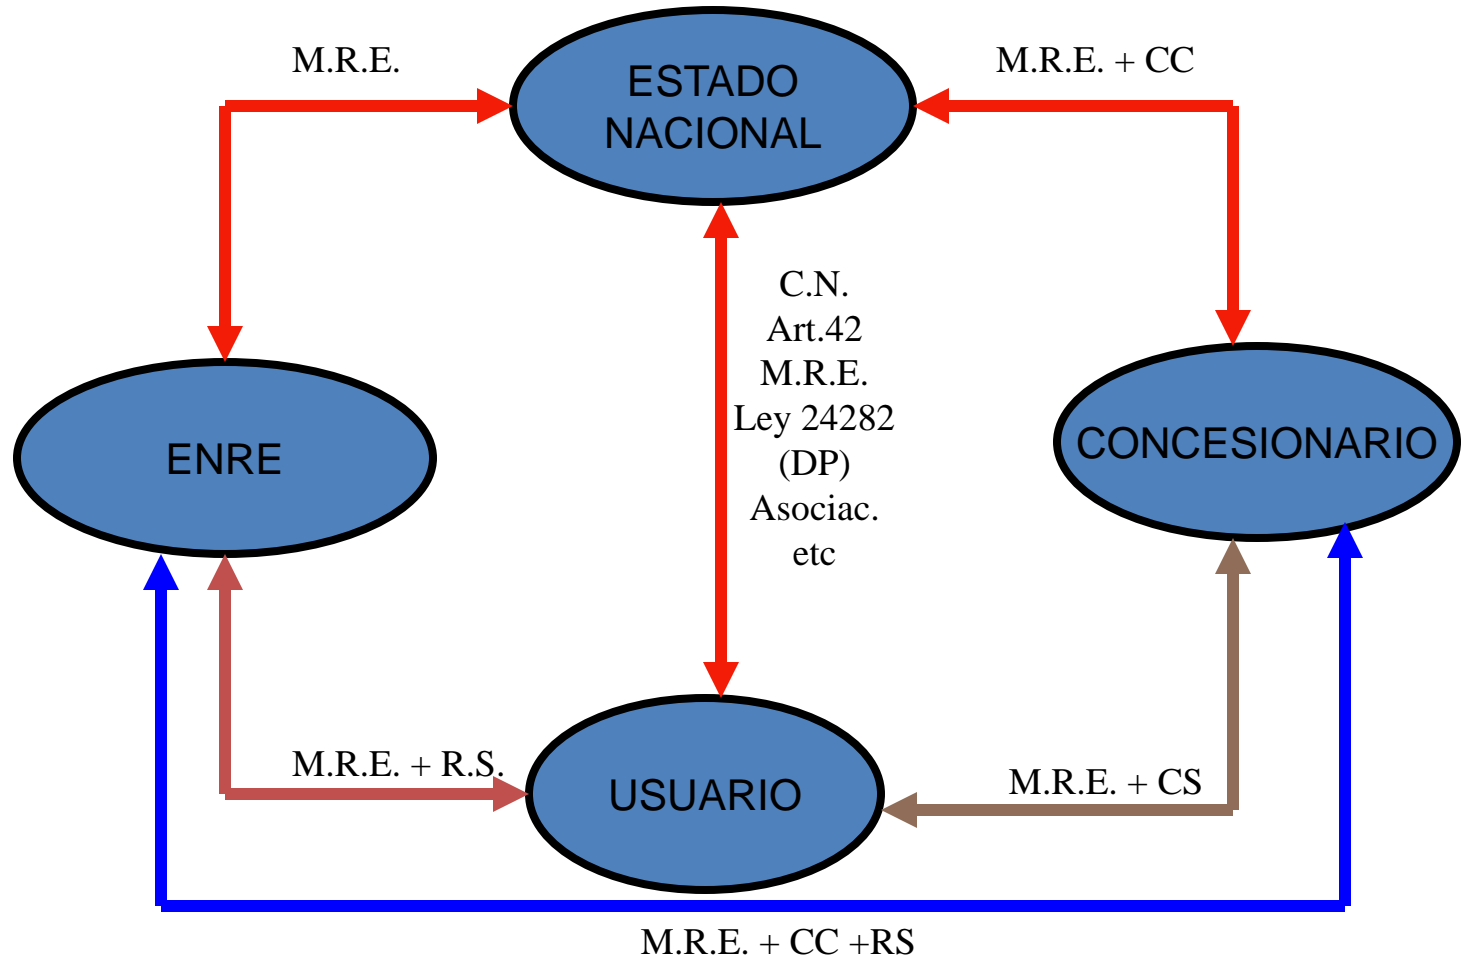 M.R.E.
ESTADO
NACIONAL
M.R.E. + CC
C.N.
Art.42
M.R.E.
Ley 24282
(DP)
Asociac.
etc
ENRE
CONCESIONARIO
M.R.E. + R.S.
USUARIO
M.R.E. + CS
M.R.E. + CC +RS